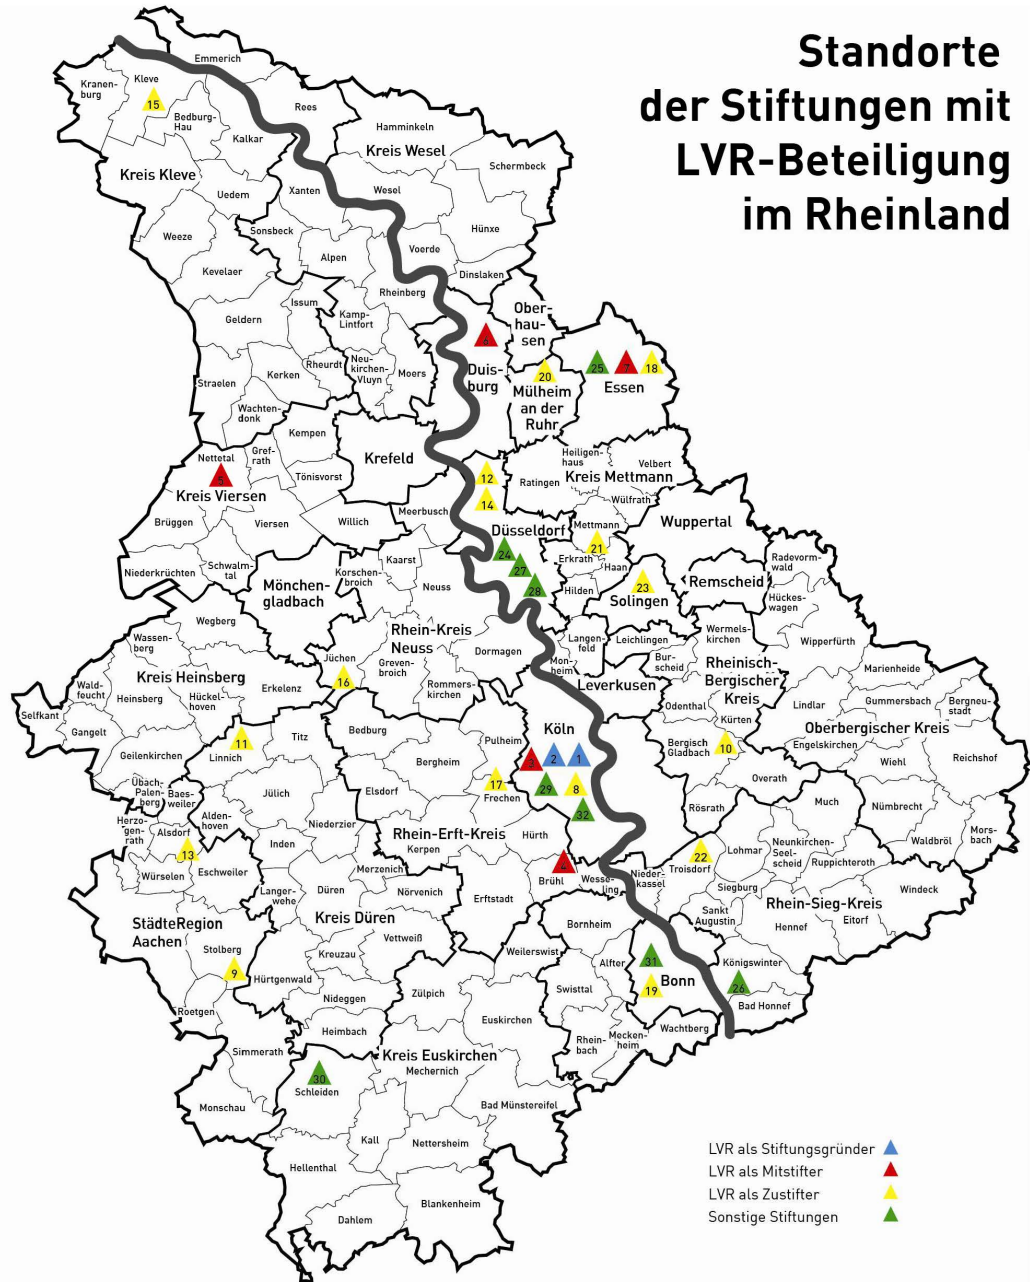 Standorte
der Stiftungen mit
LVR-Beteiligung
im Rheinland
Emmerich
Kleve
Kranen-
burg
15
Bedburg-
Hau
Rees
Kalkar
Hamminkeln
Kreis Wesel
Schermbeck
Kreis Kleve
Uedem
Xanten
Wesel
Sonsbeck
Weeze
Hünxe
Voerde
Alpen
Kevelaer
Dinslaken
Rheinberg
Issum
Kamp-
Lintfort
Geldern
Ober-
hau-
sen
6
Duis-
burg
Rheurdt
Neu-
kirchen-
Vluyn
Moers
Kerken
Straelen
20
Mülheim
an der
Ruhr
25
7
18
Essen
Wachten-
donk
Kempen
Nettetal
Gref-
rath
Krefeld
Tönisvorst
5
Kreis Viersen
12
14
Heiligen-
haus
Velbert
Ratingen
Kreis Mettmann
Wülfrath
Meerbusch
Brüggen
Viersen
Willich
Düsseldorf
Mettmann
Wuppertal
21
24
27
28
Erkrath
Haan
Hilden
Niederkrüchten
Schwalm-
tal
Mönchen-
gladbach
Korschen-
broich
Kaarst
Neuss
23
Solingen
Remscheid
Radevorm-
wald
Hückes-
wagen
Wegberg
Wassen-
berg
Rhein-Kreis
Neuss
Dormagen
Langen-
feld
Mon-
heim
Leichlingen
Bur-
scheid
Wermels-
kirchen
Wipperfürth
Kreis Heinsberg
Jüchen
16
Greven-
broich
Rommers-
kirchen
Leverkusen
Rheinisch-
Bergischer
Kreis
Marienheide
Wald-
feucht
Heinsberg
Hückel-
hoven
Erkelenz
Selfkant
Gangelt
Odenthal
Kürten
Lindlar
Gummersbach
Bergneu-
stadt
Oberbergischer Kreis
Engelskirchen
Geilenkirchen
11
Linnich
Titz
Bedburg
Pulheim
Bergheim
Köln
3
2
1
Bergisch
Gladbach
10
Wiehl
Reichshof
Übach-
Palen-
berg
Baes-
weiler
Jülich
Elsdorf
17
Frechen
29
8
32
Overath
Rösrath
Much
Nümbrecht
Herzo-
gen-
rath
Alsdorf
Alden-
hoven
Niederzier
Rhein-Erft-Kreis
Hürth
Kerpen
Mors-
bach
Waldbröl
13
Würselen
Eschweiler
Inden
Merzenich
4
Brühl
Wesse-
ling
Nieder-
kassel
22
Troisdorf
Lohmar
Neunkirchen-
Seel-
scheid
Ruppichteroth
Siegburg
Windeck
Langer-
wehe
Düren
Nörvenich
Erftstadt
Rhein-Sieg-Kreis
Sankt
Augustin
Hennef
Eitorf
StädteRegion
Aachen
Kreis Düren
Bornheim
Stolberg
9
Kreuzau
Vettweiß
Weilerswist
Alfter
31
Königswinter
Hürtgenwald
Swisttal
19
Bonn
26
Bad Honnef
Roetgen
Nideggen
Zülpich
Heimbach
Euskirchen
Rhein-
bach
Mecken-
heim
Wachtberg
Simmerath
Kreis Euskirchen
Mechernich
30
Schleiden
Monschau
Bad Münstereifel
Kall
Nettersheim
Hellenthal
Blankenheim
Dahlem
LVR als Stiftungsgründer
LVR als Mitstifter
LVR als Zustifter
Sonstige Stiftungen